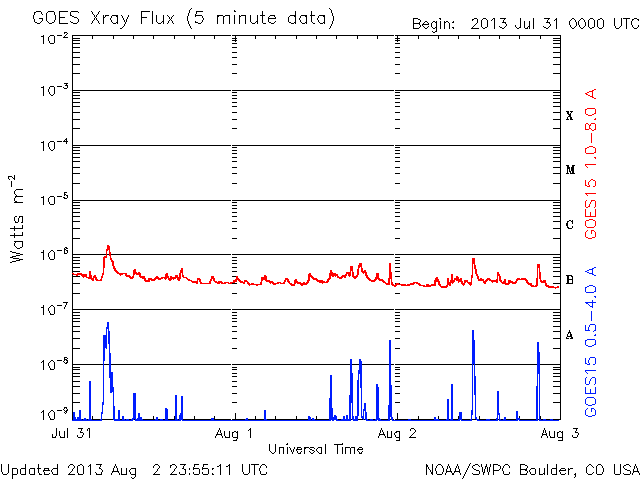 GOES Xray Flux (5 minute data)
Begin: 2013 Jul 31 0000 UTC
10⁻²
10⁻³
10⁻⁴
10⁻⁵
10⁻⁶
10⁻⁷
10⁻⁸
10⁻⁹
Watts m⁻²
X
M
C
B
A
GOES15 1.0-8.0 A
GOES15 0.5-4.0 A
Jul 31 Aug 1 Aug 2 Aug 3
Universal Time
Updated 2013 Aug 2 23:55:11 UTC
NOAA/SWPC Boulder, CO USA